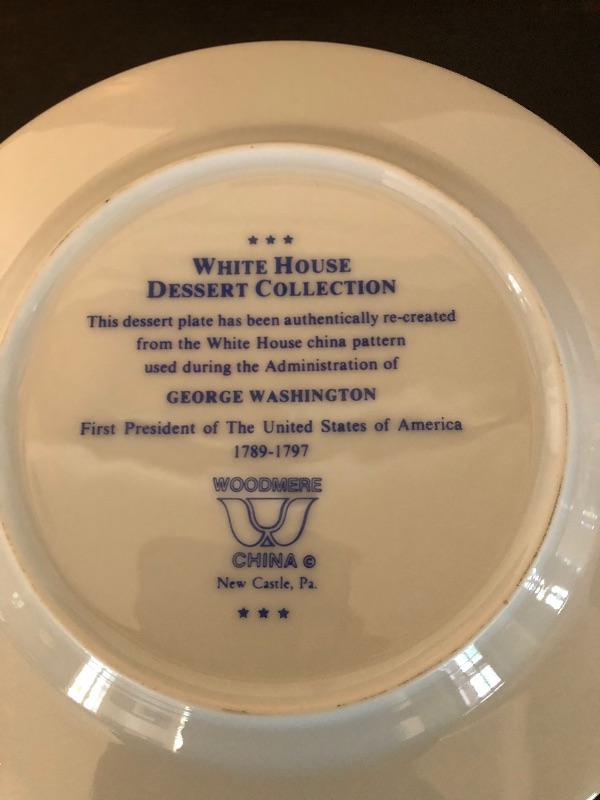 ★ ★ ★
WHITE HOUSE
DESSERT COLLECTION
This dessert plate has been authentically re-created
from the White House china pattern
used during the Administration of
GEORGE WASHINGTON
First President of The United States of America
1789-1797
WOODMERE
CHINA ©
New Castle, Pa.
★ ★ ★